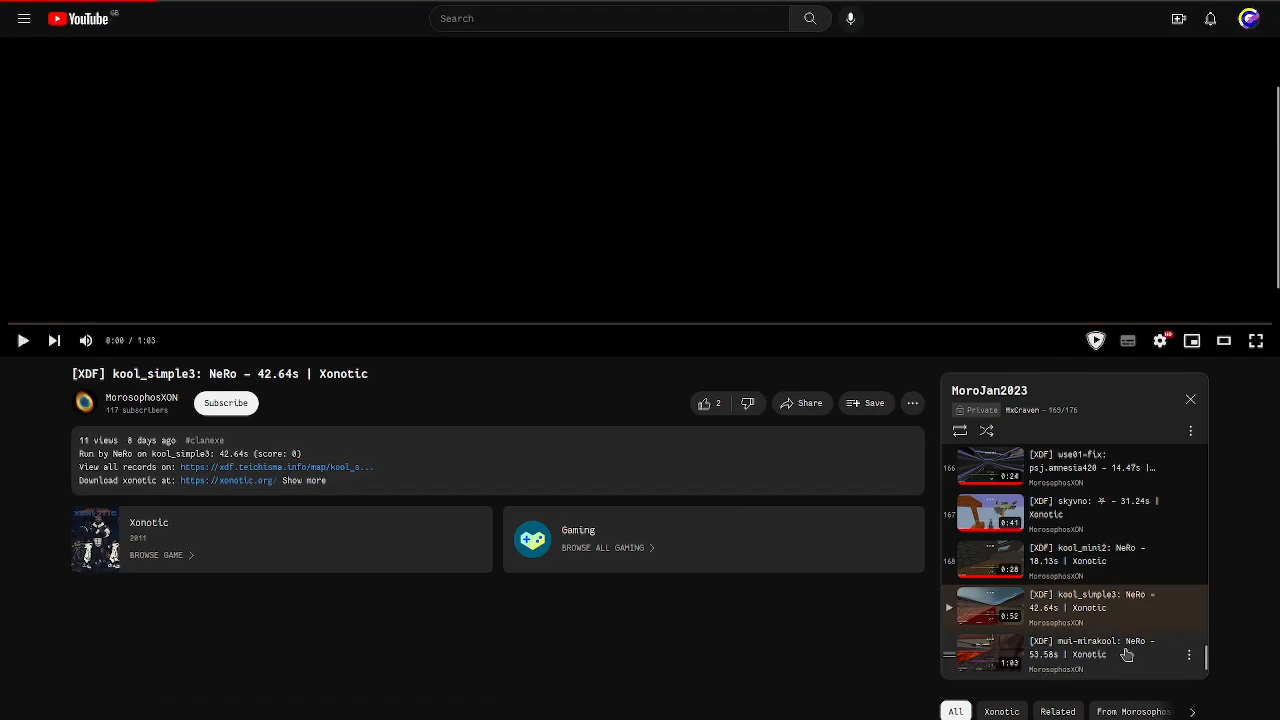 YouTube GB
Search
0:00 / 1:03
HD
[XDF] kool_simple3: NeRo – 42.64s | Xonotic
MorosophosXON
117 subscribers
Subscribe
2
Share
Save
11 views 8 days ago #clanexe
Run by NeRo on kool_simple3: 42.64s (score: 0)
View all records on: https://xdf.teichisma.info/map/kool_s...
Download xonotic at: https://xonotic.org/ Show more
XONOTIC
Xonotic
2011
BROWSE GAME
Gaming
BROWSE ALL GAMING
MoroJan2023
Private MxCraven – 169/176
166
0:24
[XDF] wse01-fix:
psj.amnesia420 – 14.47s |…
MorosophosXON
167
0:41
[XDF] skyvno: 忢 – 31.24s |
Xonotic
MorosophosXON
168
0:28
[XDF] kool_mini2: NeRo –
18.13s | Xonotic
MorosophosXON
0:52
[XDF] kool_simple3: NeRo –
42.64s | Xonotic
MorosophosXON
1:03
[XDF] mui-mirakool: NeRo –
53.58s | Xonotic
MorosophosXON
All
Xonotic
Related
From Morosophos